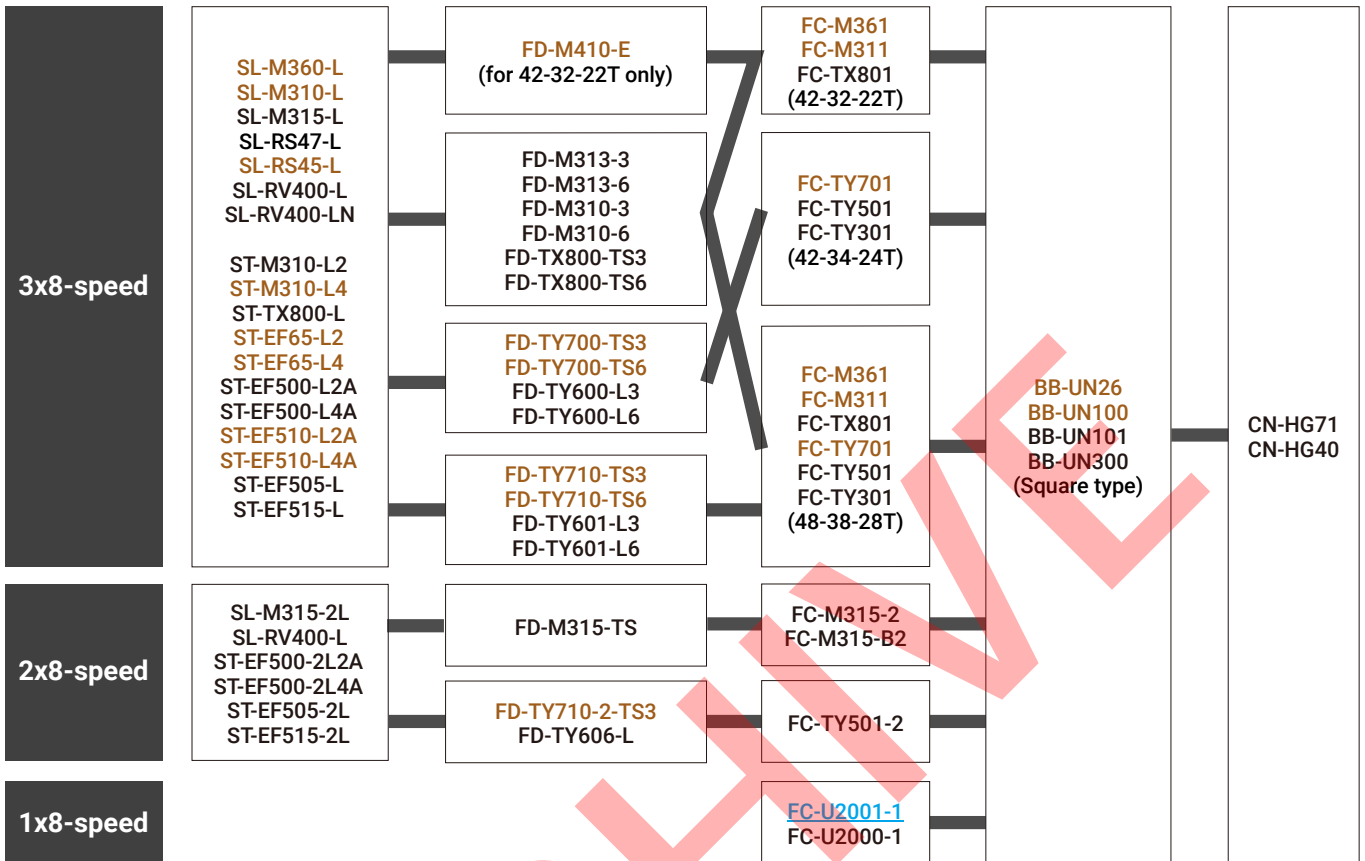 3x8-speed
SL-M360-L
SL-M310-L
SL-M315-L
SL-RS47-L
SL-RS45-L
SL-RV400-L
SL-RV400-LN
ST-M310-L2
ST-M310-L4
ST-TX800-L
ST-EF65-L2
ST-EF65-L4
ST-EF500-L2A
ST-EF500-L4A
ST-EF510-L2A
ST-EF510-L4A
ST-EF505-L
ST-EF515-L
FD-M410-E
(for 42-32-22T only)
FD-M313-3
FD-M313-6
FD-M310-3
FD-M310-6
FD-TX800-TS3
FD-TX800-TS6
FD-TY700-TS3
FD-TY700-TS6
FD-TY600-L3
FD-TY600-L6
FD-TY710-TS3
FD-TY710-TS6
FD-TY601-L3
FD-TY601-L6
FC-M361
FC-M311
FC-TX801
(42-32-22T)
FC-TY701
FC-TY501
FC-TY301
(42-34-24T)
FC-M361
FC-M311
FC-TX801
FC-TY701
FC-TY501
FC-TY301
(48-38-28T)
BB-UN26
BB-UN100
BB-UN101
BB-UN300
(Square type)
CN-HG71
CN-HG40
2x8-speed
SL-M315-2L
SL-RV400-L
ST-EF500-2L2A
ST-EF500-2L4A
ST-EF505-2L
ST-EF515-2L
FD-M315-TS
FD-TY710-2-TS3
FD-TY606-L
FC-M315-2
FC-M315-B2
FC-TY501-2
1x8-speed
FC-U2001-1
FC-U2000-1
HIVE